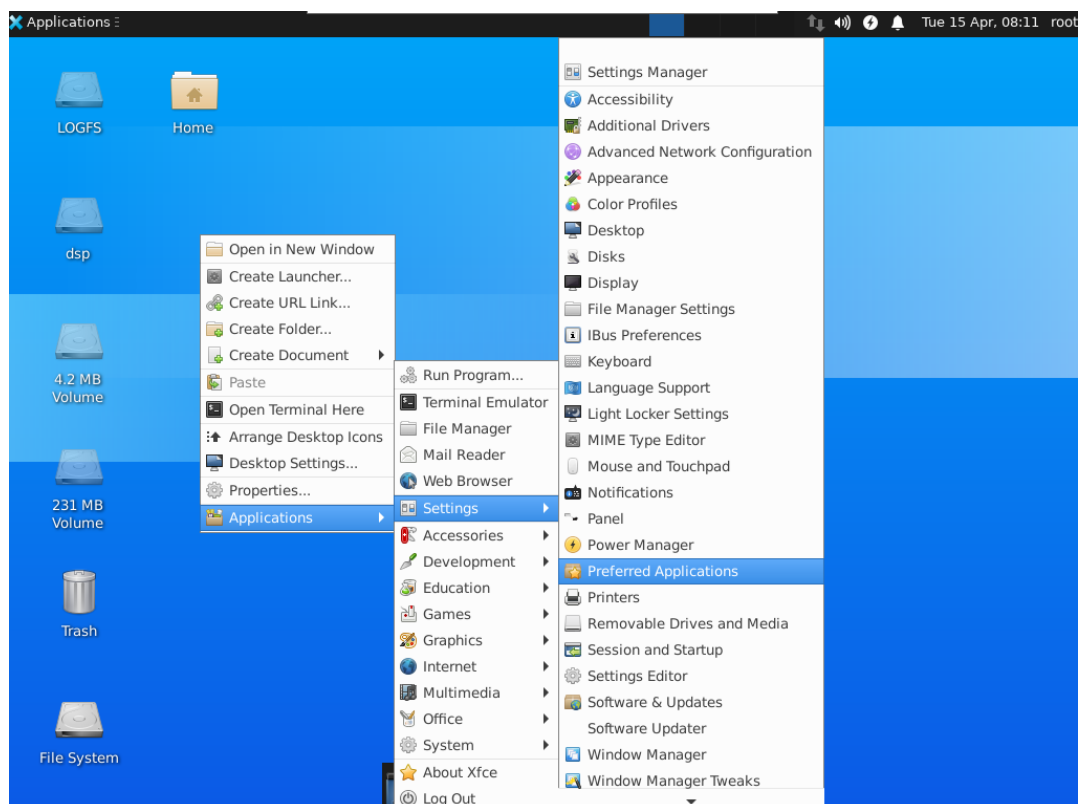 Applications
Tue 15 Apr, 08:11 root
LOGFS
Home
dsp
4.2 MB
Volume
231 MB
Volume
Trash
File System
Open in New Window
Create Launcher...
Create URL Link...
Create Folder...
Create Document
Paste
Open Terminal Here
Arrange Desktop Icons
Desktop Settings...
Properties...
Applications
Run Program...
Terminal Emulator
File Manager
Mail Reader
Web Browser
Settings
Accessories
Development
Education
Games
Graphics
Internet
Multimedia
Office
System
About Xfce
Log Out
Settings Manager
Accessibility
Additional Drivers
Advanced Network Configuration
Appearance
Color Profiles
Desktop
Disks
Display
File Manager Settings
IBus Preferences
Keyboard
Language Support
Light Locker Settings
MIME Type Editor
Mouse and Touchpad
Notifications
Panel
Power Manager
Preferred Applications
Printers
Removable Drives and Media
Session and Startup
Settings Editor
Software & Updates
Software Updater
Window Manager
Window Manager Tweaks